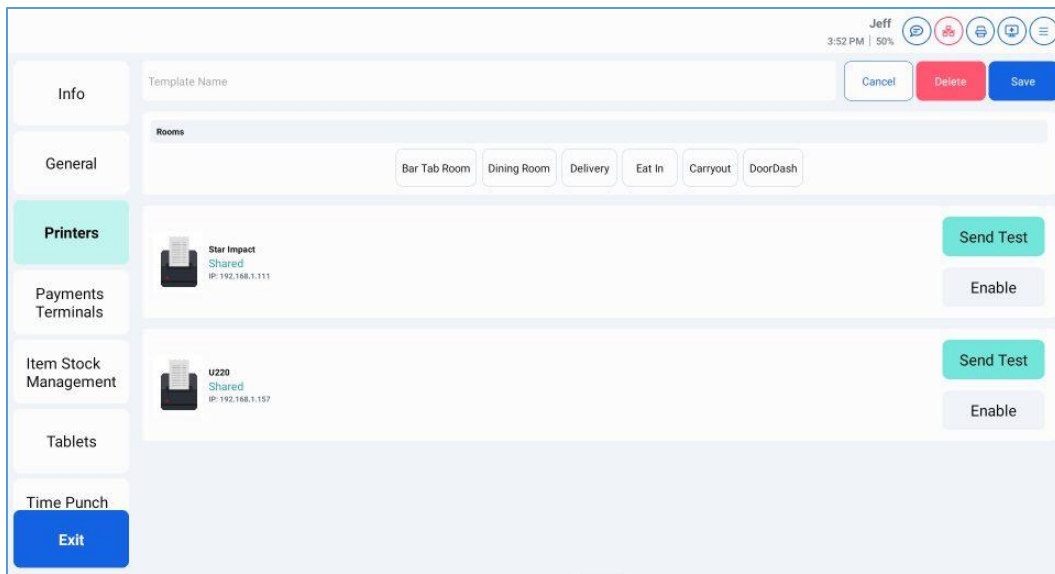 Jeff
3:52 PM | 50%
Info
Template Name
Cancel
Delete
Save
Rooms
General
Bar Tab Room
Dining Room
Delivery
Eat In
Carryout
DoorDash
Printers
Star Impact
Shared
IP: 192.168.1.111
Send Test
Enable
Payments
Terminals
Item Stock
Management
U220
Shared
IP: 192.168.1.157
Send Test
Enable
Tablets
Time Punch
Exit